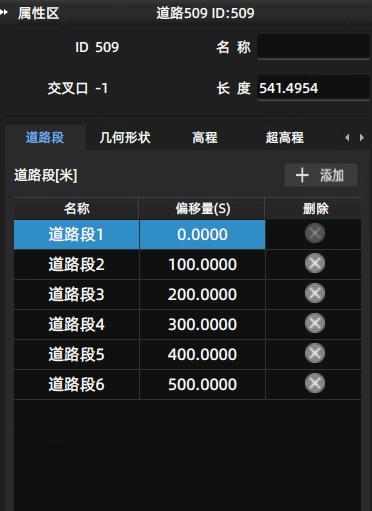 属性区 道路509 ID:509
ID 509 名 称
交叉口 -1 长 度 541.4954
道路段 几何形状 高程 超高程
道路段[米] 添加
名称 偏移量(S) 删除
道路段1 0.0000
道路段2 100.0000
道路段3 200.0000
道路段4 300.0000
道路段5 400.0000
道路段6 500.0000